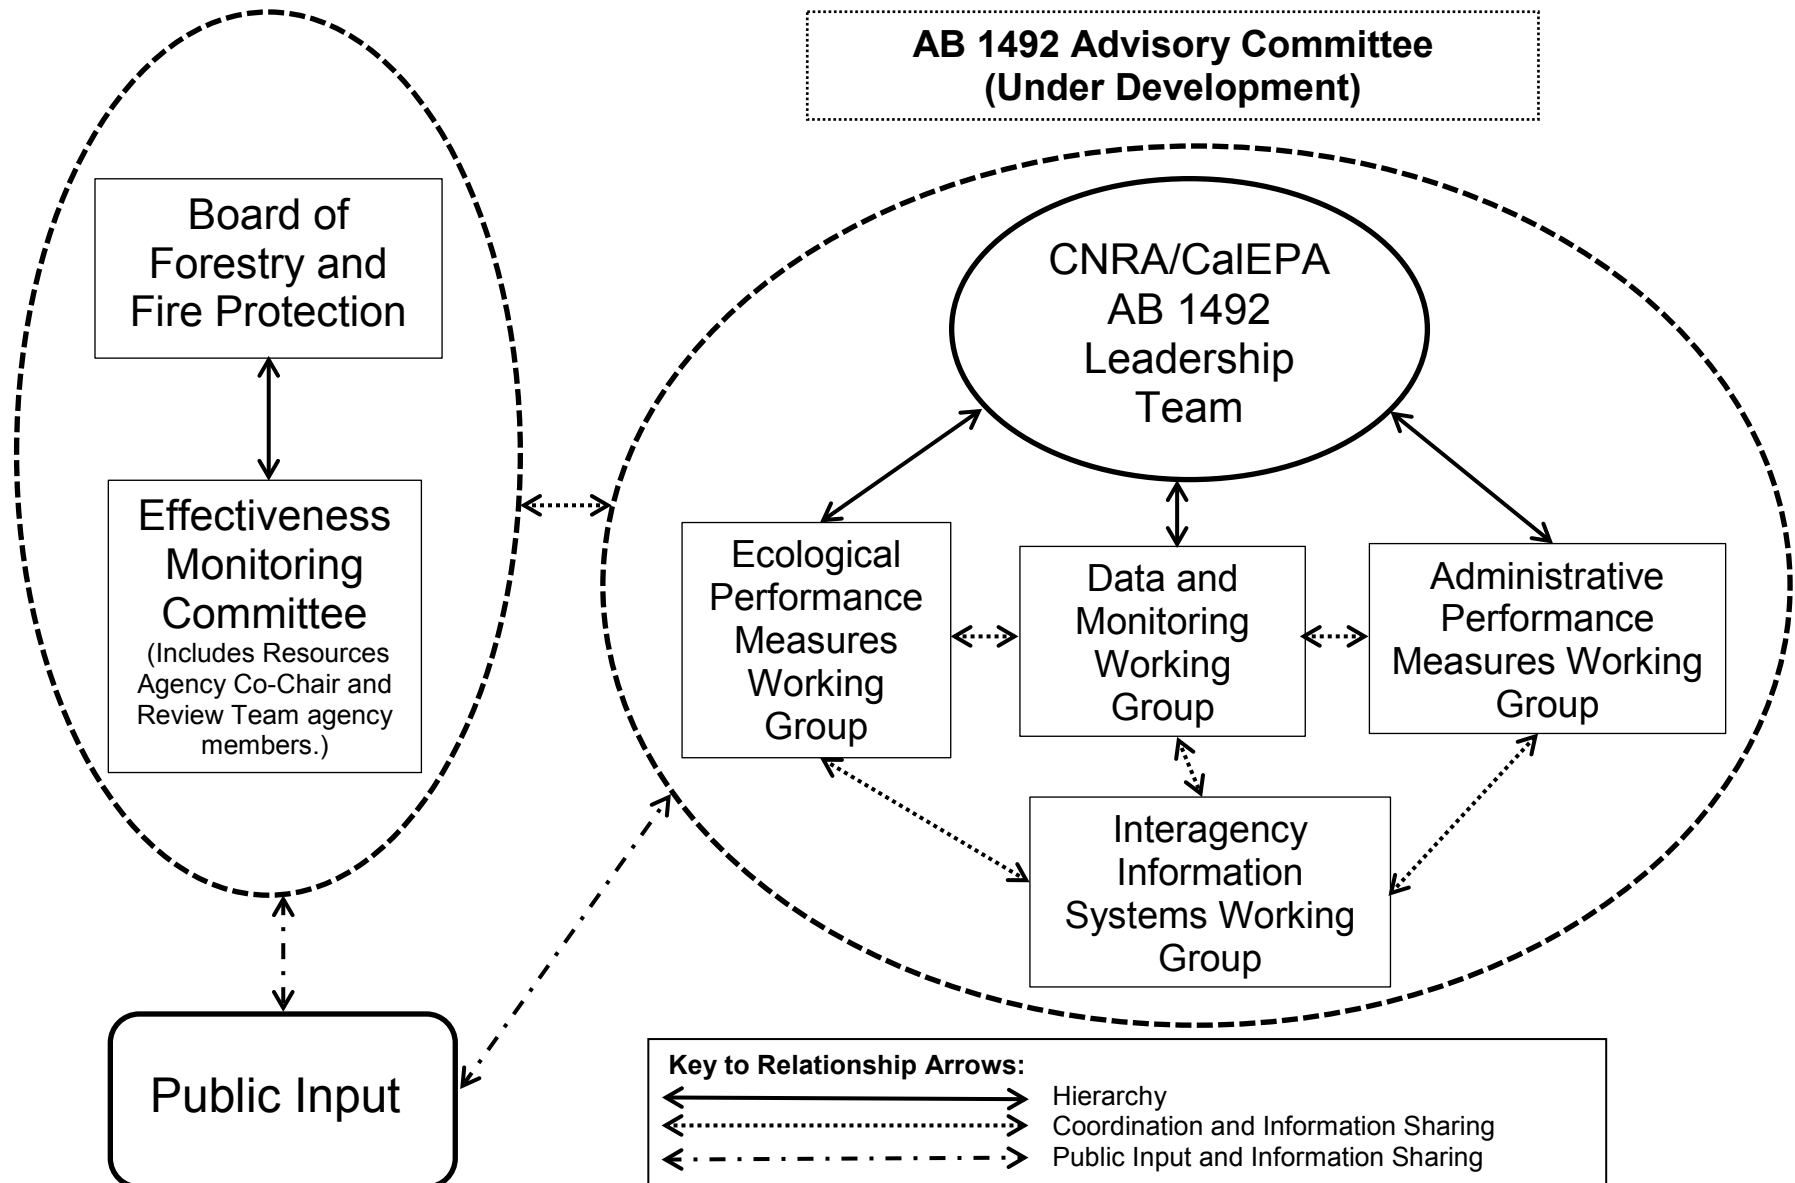 AB 1492 Advisory Committee
(Under Development)
Board of
Forestry and
Fire Protection
Effectiveness
Monitoring
Committee
(Includes Resources
Agency Co-Chair and
Review Team agency
members.)
Public Input
CNRA/CalEPA
AB 1492
Leadership
Team
Ecological
Performance
Measures
Working
Group
Data and
Monitoring
Working
Group
Administrative
Performance
Measures Working
Group
Interagency
Information
Systems Working
Group
Key to Relationship Arrows:
Hierarchy
Coordination and Information Sharing
Public Input and Information Sharing